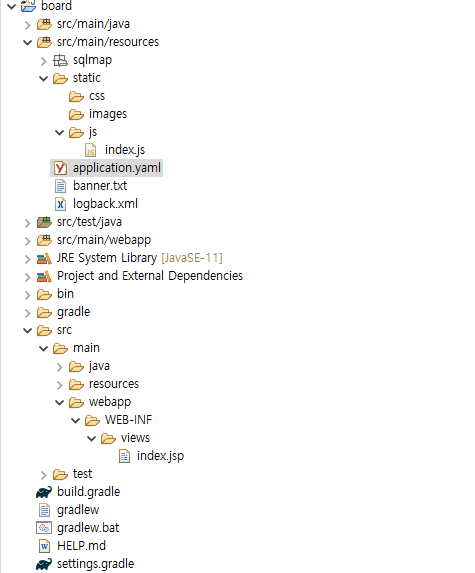 board
src/main/java
src/main/resources
sqlmap
static
css
images
js
index.js
application.yaml
banner.txt
logback.xml
src/test/java
src/main/webapp
JRE System Library [JavaSE-11]
Project and External Dependencies
bin
gradle
src
main
java
resources
webapp
WEB-INF
views
index.jsp
test
build.gradle
gradlew
gradlew.bat
HELP.md
settings.gradle